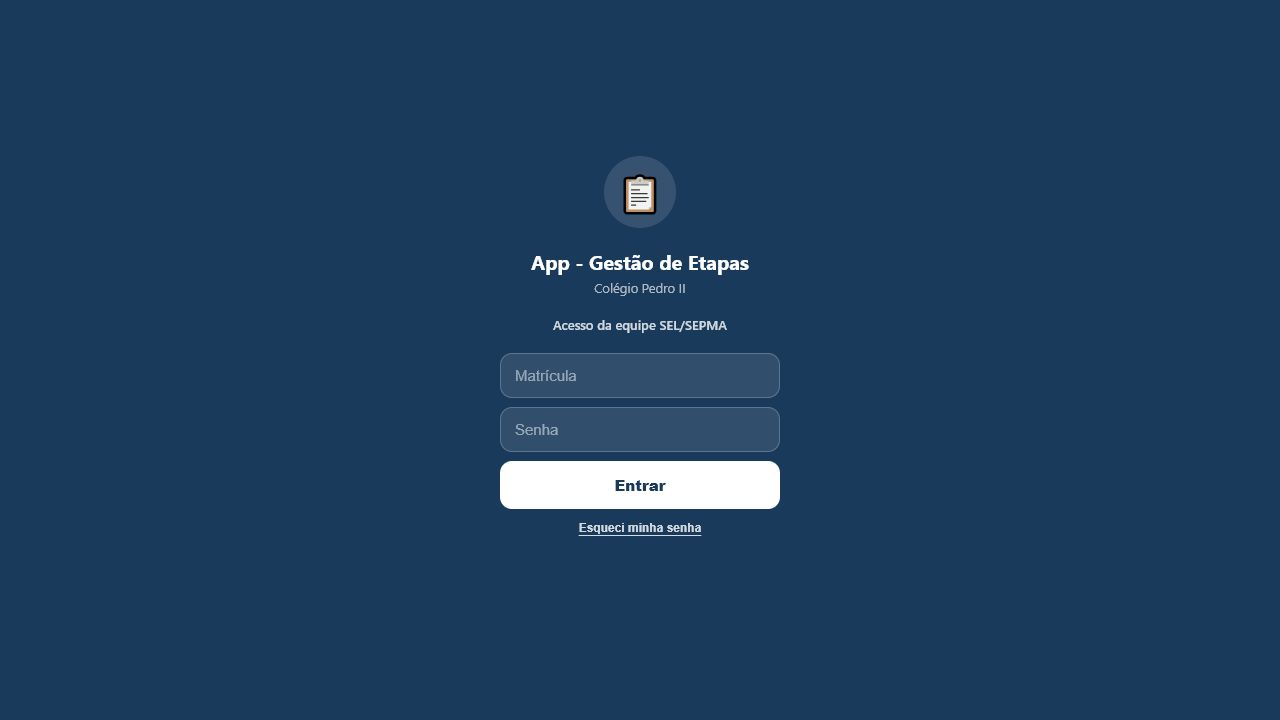 App - Gestão de Etapas
Colégio Pedro II
Acesso da equipe SEL/SEPMA
Matrícula
Senha
Entrar
Esqueci minha senha